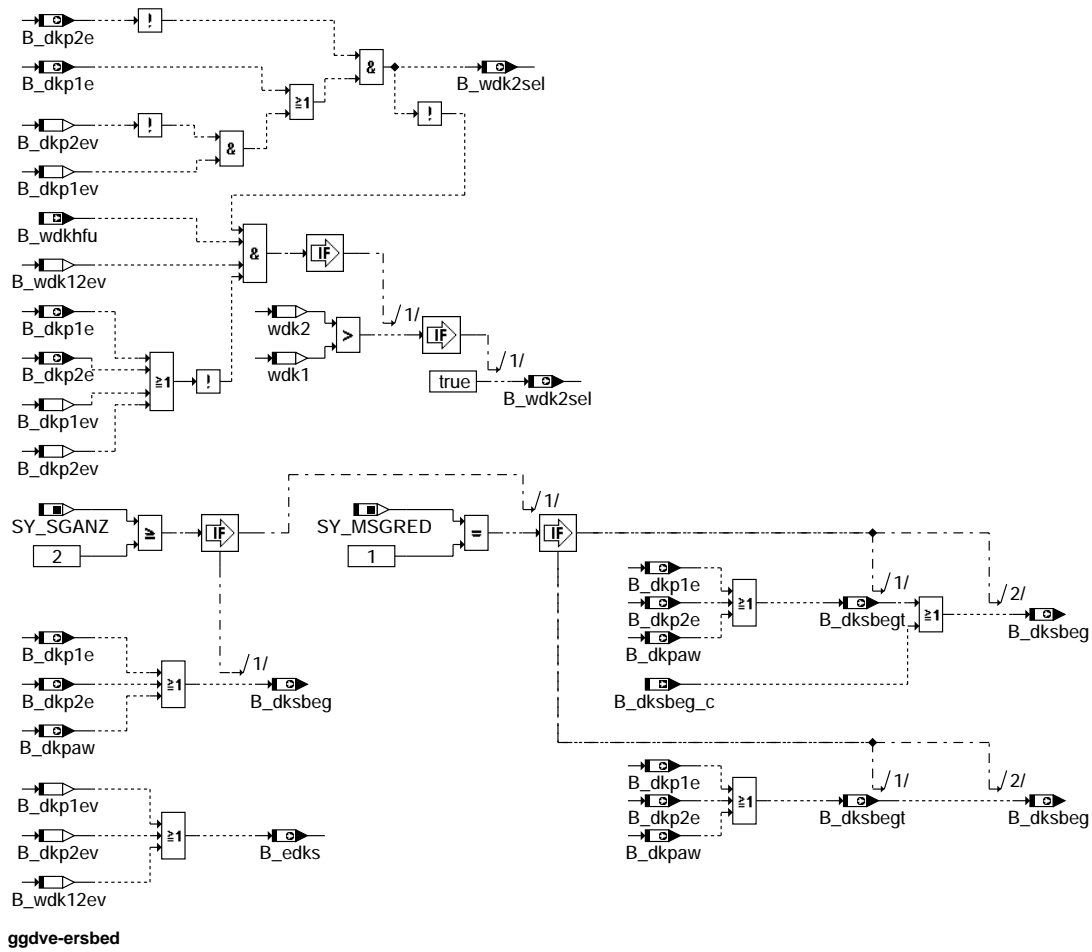 B_dkp2e
!
B_dkp1e
&
B_wdk2sel
≥1
!
B_dkp2ev
!
&
B_dkp1ev
B_wdkhfu
&
IF
B_wdk12ev
B_dkp1e
wdk2
>
/1/
IF
B_dkp2e
wdk1
/1/
≥1
!
true
B_wdk2sel
B_dkp1ev
B_dkp2ev
SY_SGANZ
≥
IF
2
SY_MSGRED
=
/1/
IF
1
B_dkp1e
B_dkp2e
≥1
/1/
B_dksbegt
≥1
/2/
B_dksbeg
B_dkpaw
B_dksbeg_c
B_dkp1e
B_dkp2e
≥1
/1/
B_dksbeg
B_dkpaw
B_dkp1e
B_dkp2e
≥1
/1/
B_dksbegt
/2/
B_dksbeg
B_dkpaw
B_dkp1ev
B_dkp2ev
≥1
B_edks
B_wdk12ev
ggdve-ersbed